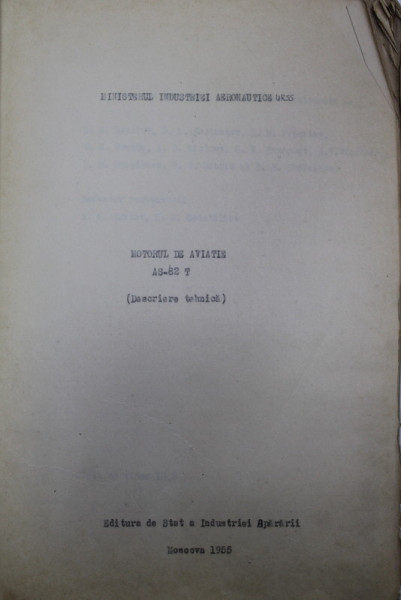 MINISTERUL INDUSTRIEI AERONAUTICE URSS
MOTORUL DE AVIATIE
AS-82 T
(Descriere tehnică)
Editura de Stat a Industriei Apărării
Moscova 1955